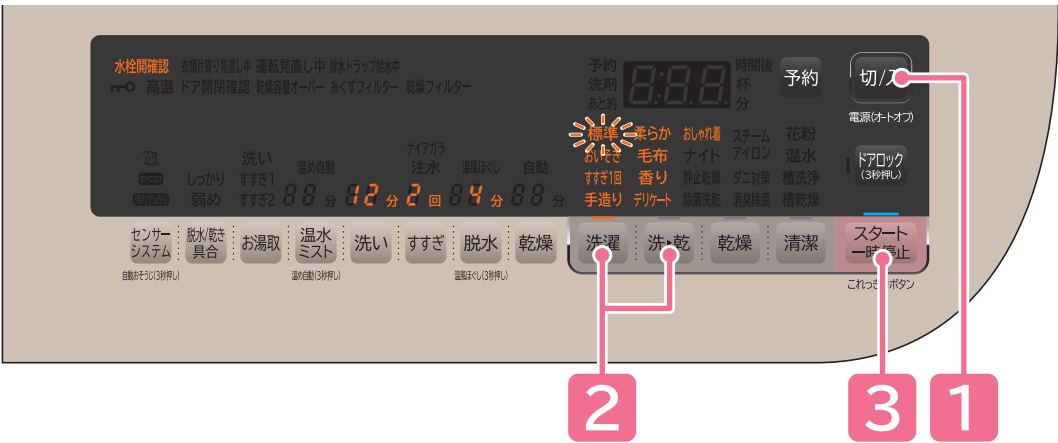 水栓開確認 衣類片寄り見直し中 運転見直し中 排水トラップ給水中
高温 ドア開閉確認 乾燥容量オーバー 糸くずフィルター 乾燥フィルター
予約
洗剤
あと約
8:88
時間後
杯
分
予約
切/入
電源(オートオフ)
標準 柔らか おしゃれ着 スチーム 花粉
おいそぎ 毛布 ナイト アイロン 温水
すすぎ1回 香り 静止乾燥 ダニ対策 槽洗浄
手造り デリケート 除菌洗乾 消臭除菌 槽乾燥
ドアロック
(3秒押し)
eco
しっかり
弱め
洗い
すすぎ1
すすぎ2
温め自動
88分
12分
ナイアガラ
注水
2回
温風ほぐし
84分
自動
88分
センサー
システム
脱水/乾き
具合
お湯取
温水
ミスト
洗い
すすぎ
脱水
乾燥
洗濯
洗乾
乾燥
清潔
スタート
一時停止
自動おそうじ(3秒押し)
温め自動(3秒押し)
温風ほぐし(3秒押し)
2
3
1